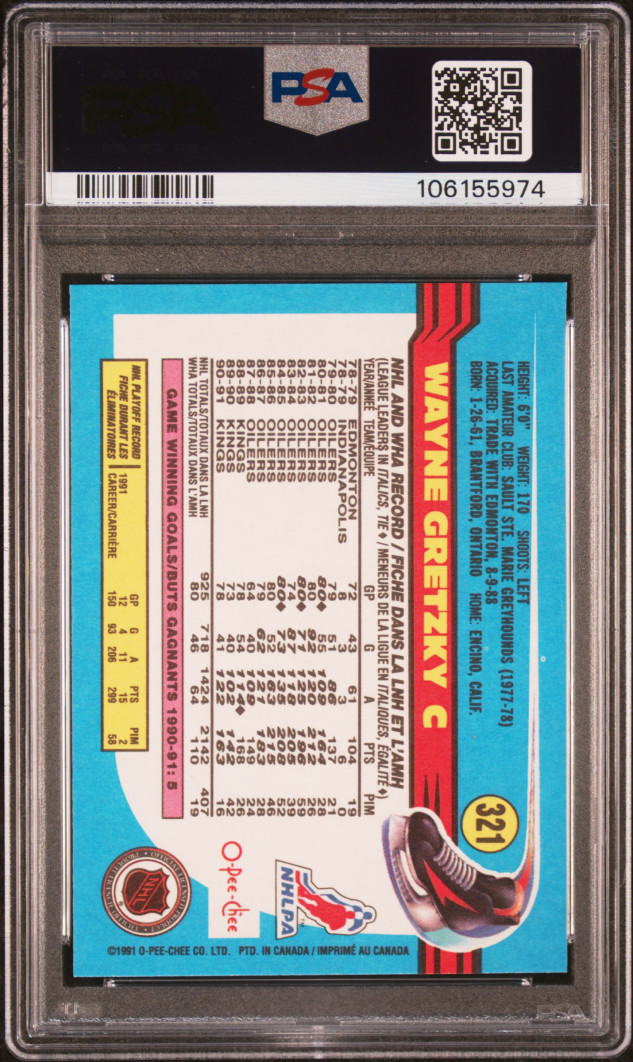 PSA
106155974
321
HEIGHT: 6'0" WEIGHT: 170 SHOOTS: LEFT
LAST AMATEUR CLUB: SAULT STE. MARIE GREYHOUNDS (1977-78)
ACQUIRED: TRADE WITH EDMONTON, 8-9-88
BORN: 1-26-61, BRANTFORD, ONTARIO HOME: ENCINO, CALIF.
WAYNE GRETZKY C
NHL AND WHA RECORD / FICHE DANS LA LNH ET L'AMH
(LEAGUE LEADERS IN ITALICS, TIE ◆ / MENEURS DE LA LIGUE EN ITALIQUES, ÉGALITÉ ◆)
YEAR/ANNÉE TEAM/ÉQUIPE GP G A PTS PIM
78-79 EDMONTON 72 43 61 104 19
78-79 INDIANAPOLIS 8 3 3 6 0
79-80 OILERS 79 51 86 137 21
80-81 OILERS 80◆ 55 109 164 28
81-82 OILERS 80 92 120 212 26
82-83 OILERS 80◆ 71 125 196 59
83-84 OILERS 74 87 118 205 39
84-85 OILERS 80◆ 73 135 208 52
85-86 OILERS 80 52 163 215 46
86-87 OILERS 79 62 121 183 28
87-88 OILERS 64 40 109 149 24
88-89 KINGS 78 54 114◆ 168 26
89-90 KINGS 73 40 102 142 42
90-91 KINGS 78 41 122 163 16
NHL TOTALS/TOTAUX DANS LA LNH 925 718 1424 2142 407
WHA TOTALS/TOTAUX DANS L'AMH 80 46 64 110 19
GAME WINNING GOALS/BUTS GAGNANTS 1990-91: 5
NHL PLAYOFF RECORD
FICHE DURANT LES
ÉLIMINATOIRES
GP G A PTS PIM
1991 12 4 11 15 2
CAREER/CARRIÈRE 150 93 206 299 58
NHLPA
TM
O-Pee-Chee
NHL
©1991 O-PEE-CHEE CO. LTD. PTD. IN CANADA / IMPRIMÉ AU CANADA